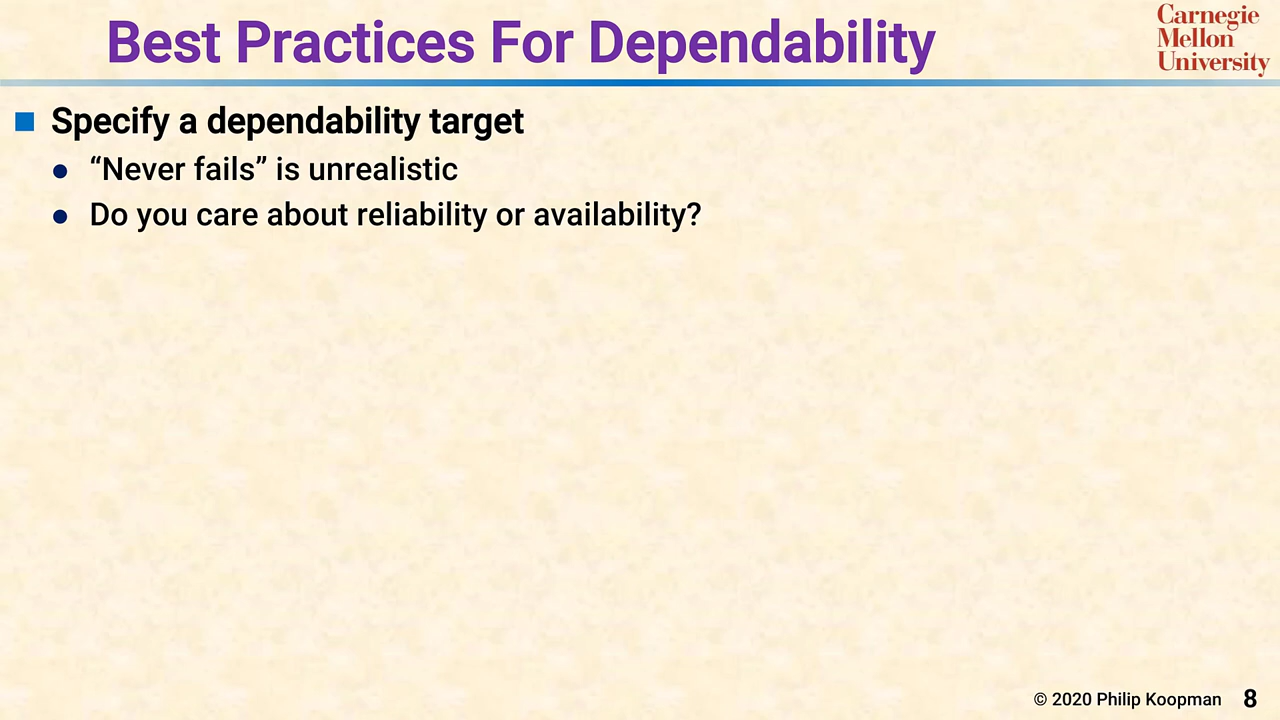 Best Practices For Dependability
Carnegie
Mellon
University
Specify a dependability target
“Never fails” is unrealistic
Do you care about reliability or availability?
© 2020 Philip Koopman 8